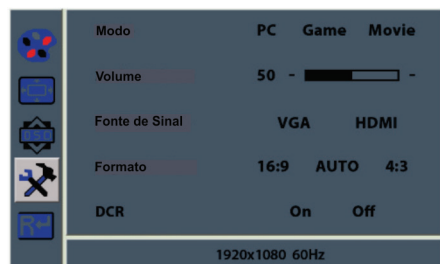 Modo PC Game Movie
Volume 50 - -
Fonte de Sinal VGA HDMI
OSD
Formato 16:9 AUTO 4:3
DCR On Off
R
1920x1080 60Hz